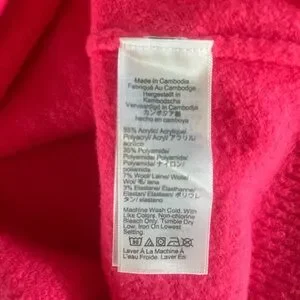 Made in Cambodia
Fabriqué Au Cambodge
Hergestellt in
Kambodscha
Vervaardigd in Cambodja
カンボジア製
hecho en camboya
55% Acrylic/ Acrylique/
Polyacryl/ Acryl/ アクリル/
acrílico
35% Polyamide/
Polyamide/ Polyamid/
Polyamide/ ナイロン/
poliamida
7% Wool/ Laine/ Wolle/
Wol/ 毛/ lana
3% Elastane/ Elasthanne/
Elasthan/ Elasteen/ ポリウレ
タン/ elastano
Machine Wash Cold. With
Like Colors. Non-chlorine
Bleach Only. Tumble Dry
Low. Iron On Lowest
Setting.
Laver À La Machine À
L'eau Froide. Laver En